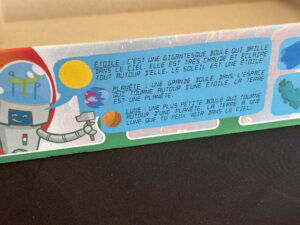 ÉTOILE : C'EST UNE GIGANTESQUE BOULE QUI BRILLE
DANS LE CIEL. ELLE EST TRÈS CHAUDE ET ÉCLAIRE
TOUT AUTOUR D'ELLE. LE SOLEIL EST UNE ÉTOILE.
PLANÈTE : UNE GRANDE BOULE DANS L'ESPACE
QUI TOURNE AUTOUR D'UNE ÉTOILE. LA TERRE
EST UNE PLANÈTE.
LUNE : UNE PLUS PETITE BOULE QUI TOURNE
AUTOUR D'UNE PLANÈTE. LA TERRE A UNE
LUNE QUE TU PEUX VOIR DANS LE CIEL.